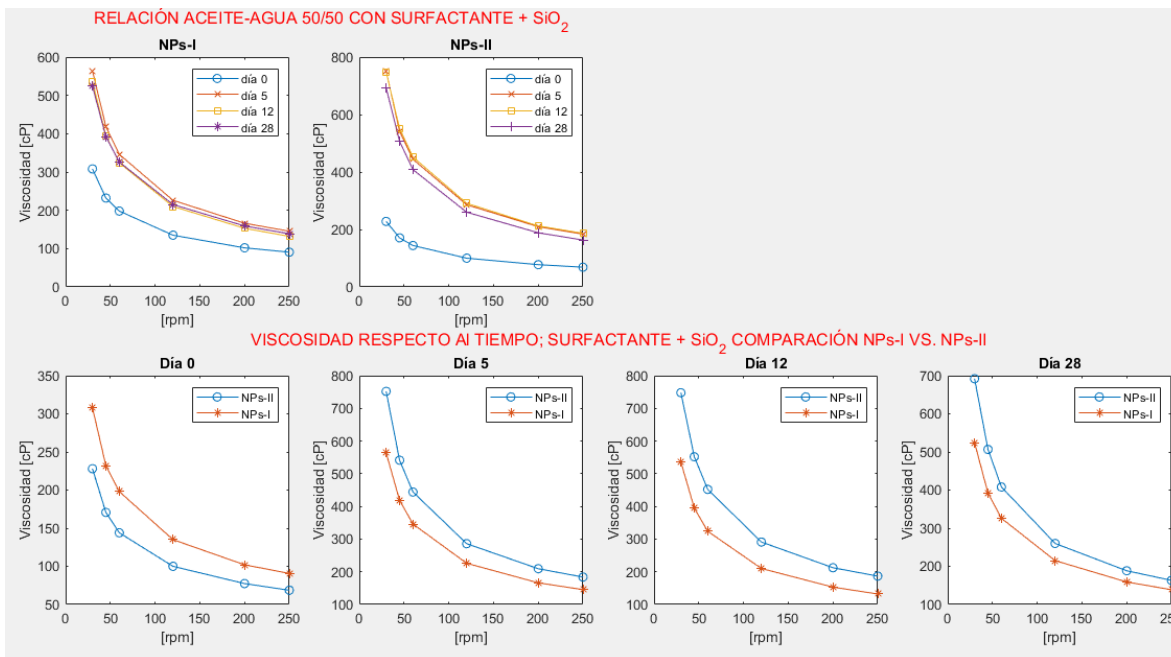 RELACIÓN ACEITE-AGUA 50/50 CON SURFACTANTE + SiO₂
NPs-I
600
500
400
300
200
100
0
0 50 100 150 200 250
Viscosidad [cP]
[rpm]
día 0
día 5
día 12
día 28
NPs-II
800
600
400
200
0
0 50 100 150 200 250
Viscosidad [cP]
[rpm]
día 0
día 5
día 12
día 28
VISCOSIDAD RESPECTO Al TIEMPO; SURFACTANTE + SiO₂ COMPARACIÓN NPs-I VS. NPs-II
Día 0
350
300
250
200
150
100
50
0 50 100 150 200 250
Viscosidad [cP]
[rpm]
NPs-II
NPs-I
Día 5
800
700
600
500
400
300
200
100
0 50 100 150 200 250
Viscosidad [cP]
[rpm]
NPs-II
NPs-I
Día 12
800
700
600
500
400
300
200
100
0 50 100 150 200 250
Viscosidad [cP]
[rpm]
NPs-II
NPs-I
Día 28
700
600
500
400
300
200
100
0 50 100 150 200 250
Viscosidad [cP]
[rpm]
NPs-II
NPs-I